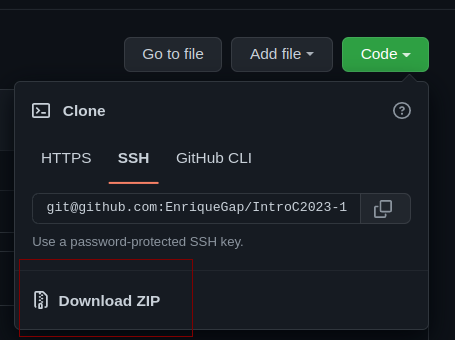 Go to file
Add file
Code
Clone
HTTPS
SSH
GitHub CLI
git@github.com:EnriqueGap/IntroC2023-1
Use a password-protected SSH key.
Download ZIP